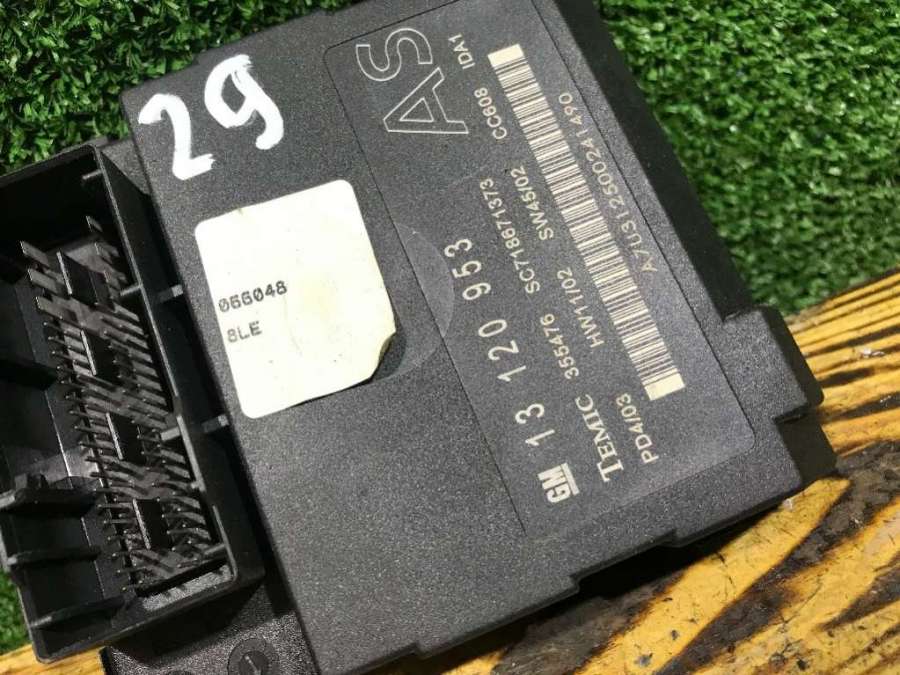 29
066048
8LE
AS
GM 13 120 953
TEMIC 355476 SC718671373 CC608 IDA1
PD4/03 HW11/02 SW45/02
A7U312500241490